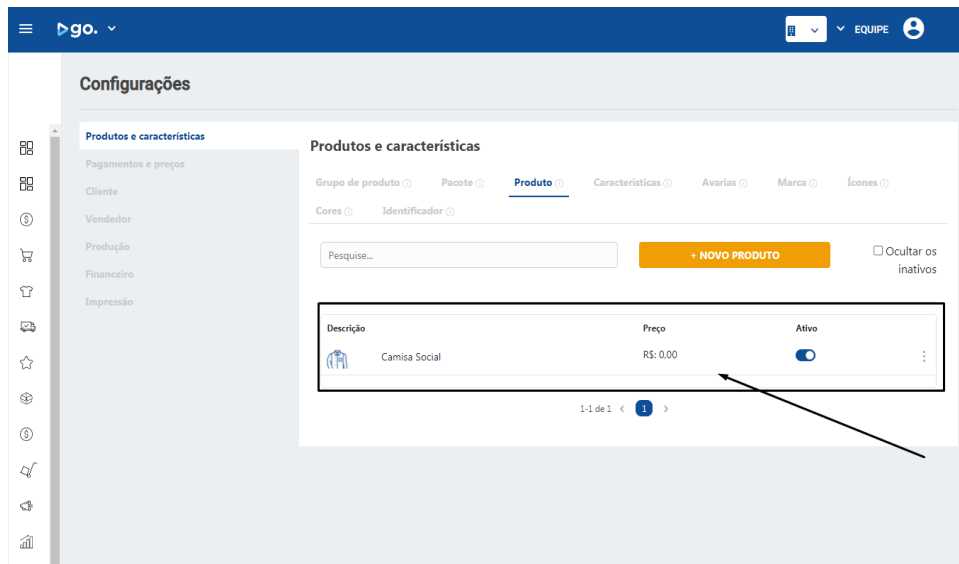 go.
EQUIPE
Configurações
Produtos e características
Pagamentos e preços
Cliente
Vendedor
Produção
Financeiro
Impressão
Produtos e características
Grupo de produto Pacote Produto Características Avarias Marca Ícones
Cores Identificador
Pesquise...
+ NOVO PRODUTO
Ocultar os
inativos
Descrição Preço Ativo
Camisa Social R$: 0,00
1-1 de 1 < 1 >